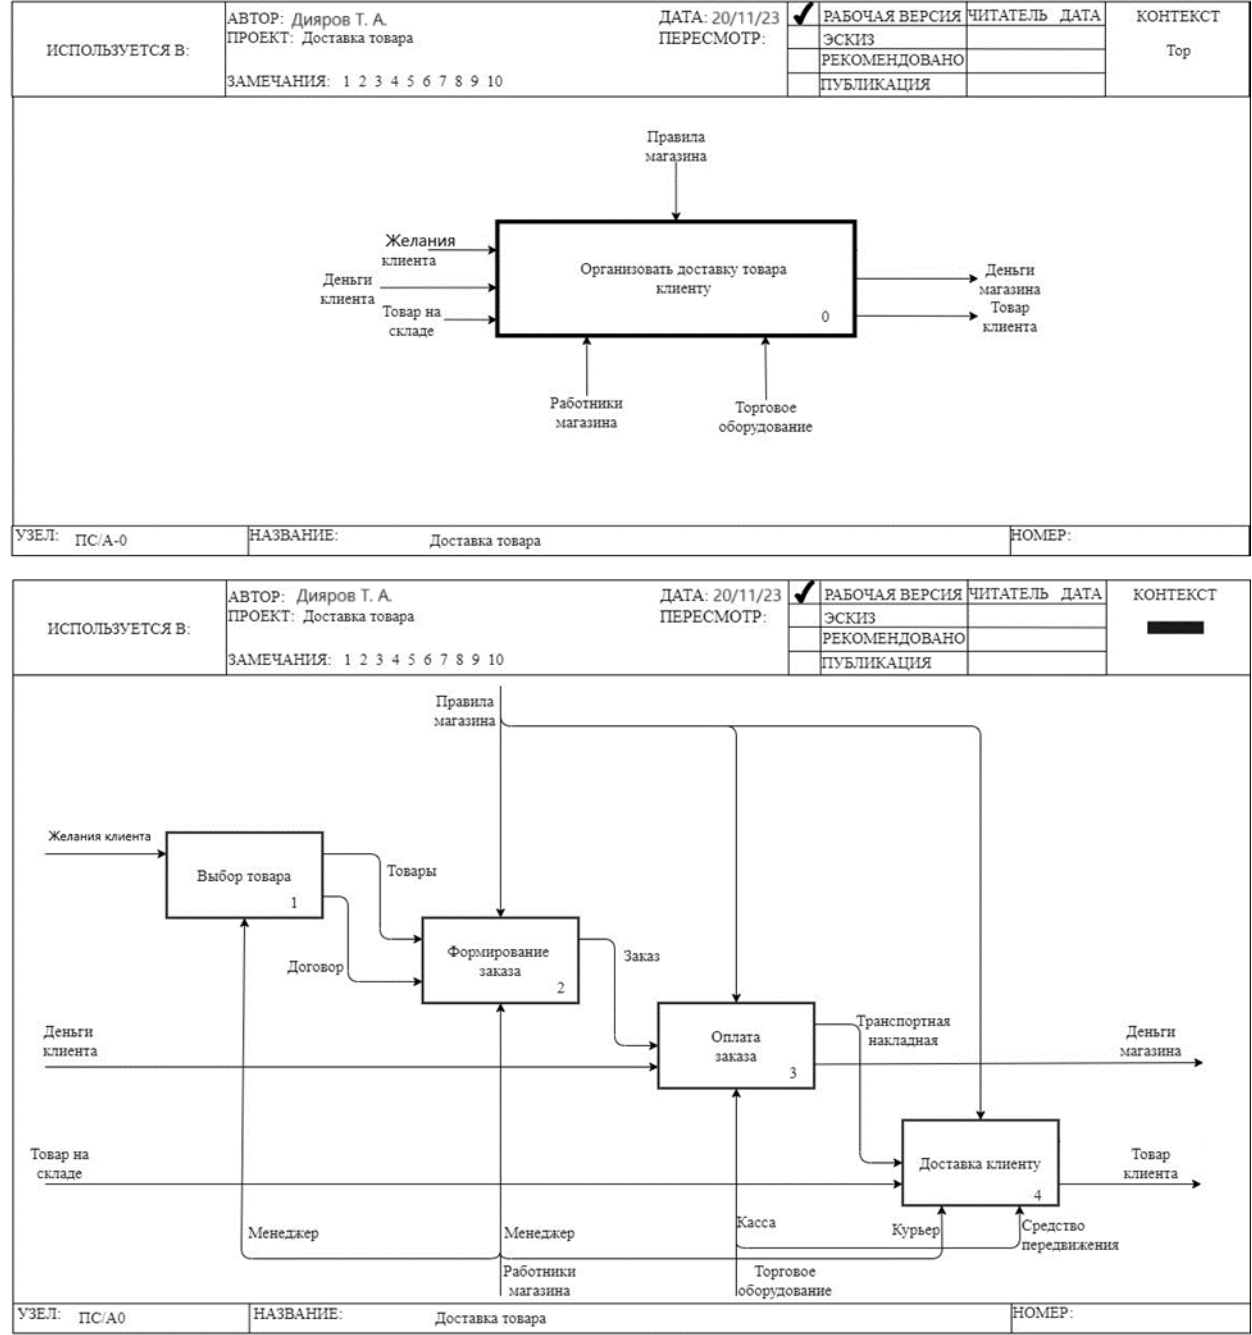 ИСПОЛЬЗУЕТСЯ В:
АВТОР: Дияров Т. А.
ПРОЕКТ: Доставка товара
ЗАМЕЧАНИЯ: 1 2 3 4 5 6 7 8 9 10
ДАТА: 20/11/23
ПЕРЕСМОТР:
РАБОЧАЯ ВЕРСИЯ
ЭСКИЗ
РЕКОМЕНДОВАНО
ПУБЛИКАЦИЯ
ЧИТАТЕЛЬ ДАТА
КОНТЕКСТ
Top
Правила
магазина
Желания
клиента
Деньги
клиента
Товар на
складе
Организовать доставку товара
клиенту
0
Деньги
магазина
Товар
клиента
Работники
магазина
Торговое
оборудование
УЗЕЛ: ПС/А-0
НАЗВАНИЕ: Доставка товара
НОМЕР:
ИСПОЛЬЗУЕТСЯ В:
АВТОР: Дияров Т. А.
ПРОЕКТ: Доставка товара
ЗАМЕЧАНИЯ: 1 2 3 4 5 6 7 8 9 10
ДАТА: 20/11/23
ПЕРЕСМОТР:
РАБОЧАЯ ВЕРСИЯ
ЭСКИЗ
РЕКОМЕНДОВАНО
ПУБЛИКАЦИЯ
ЧИТАТЕЛЬ ДАТА
КОНТЕКСТ
Правила
магазина
Желания клиента
Выбор товара
1
Товары
Договор
Формирование
заказа
2
Заказ
Деньги
клиента
Оплата
заказа
3
Транспортная
накладная
Деньги
магазина
Товар на
складе
Доставка клиенту
4
Товар
клиента
Менеджер
Менеджер
Касса
Курьер
Средство
передвижения
Работники
магазина
Торговое
оборудование
УЗЕЛ: ПС/А0
НАЗВАНИЕ: Доставка товара
НОМЕР: